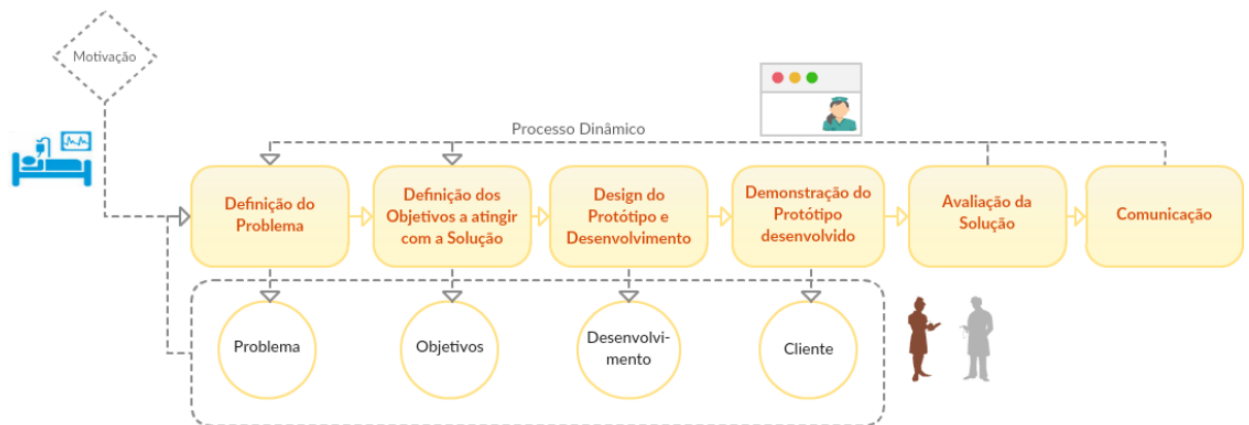 Motivação
Processo Dinâmico
Definição do
Problema
Definição dos
Objetivos a atingir
com a Solução
Design do
Protótipo e
Desenvolvimento
Demonstração do
Protótipo
desenvolvido
Avaliação da
Solução
Comunicação
Problema
Objetivos
Desenvolvi-
mento
Cliente